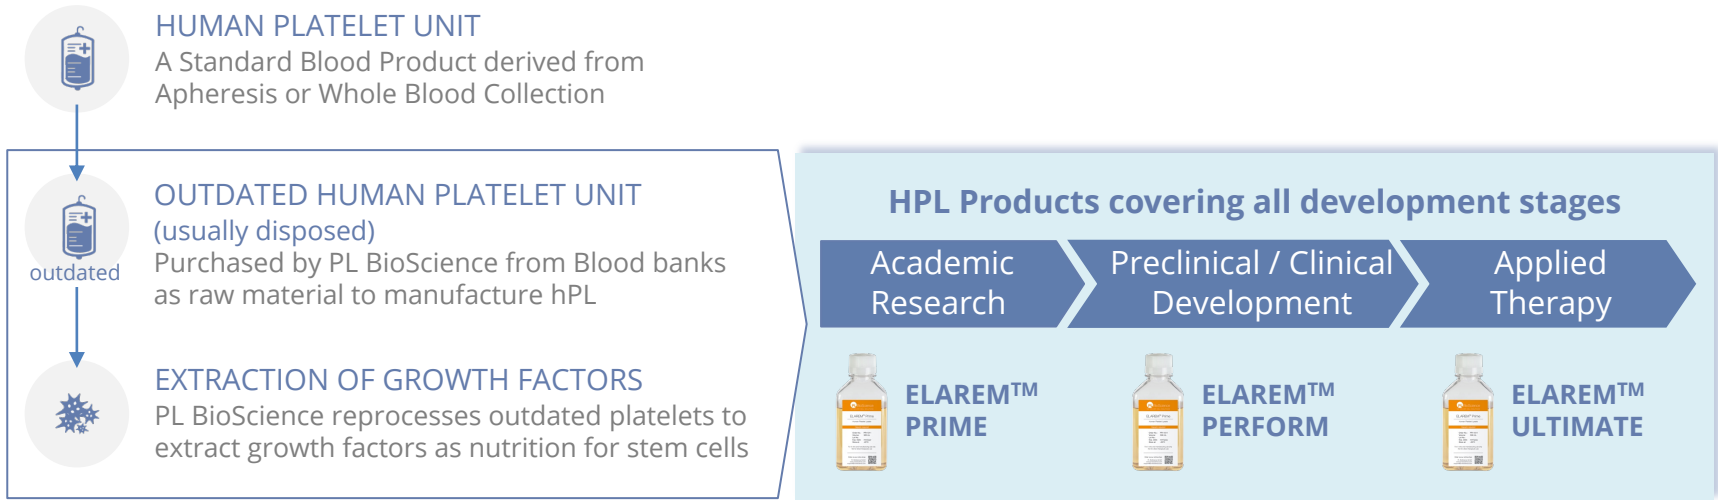 HUMAN PLATELET UNIT
A Standard Blood Product derived from
Apheresis or Whole Blood Collection
outdated
OUTDATED HUMAN PLATELET UNIT
(usually disposed)
Purchased by PL BioScience from Blood banks
as raw material to manufacture hPL
EXTRACTION OF GROWTH FACTORS
PL BioScience reprocesses outdated platelets to
extract growth factors as nutrition for stem cells
HPL Products covering all development stages
Academic
Research
Preclinical / Clinical
Development
Applied
Therapy
ELAREM™
PRIME
ELAREM™
PERFORM
ELAREM™
ULTIMATE